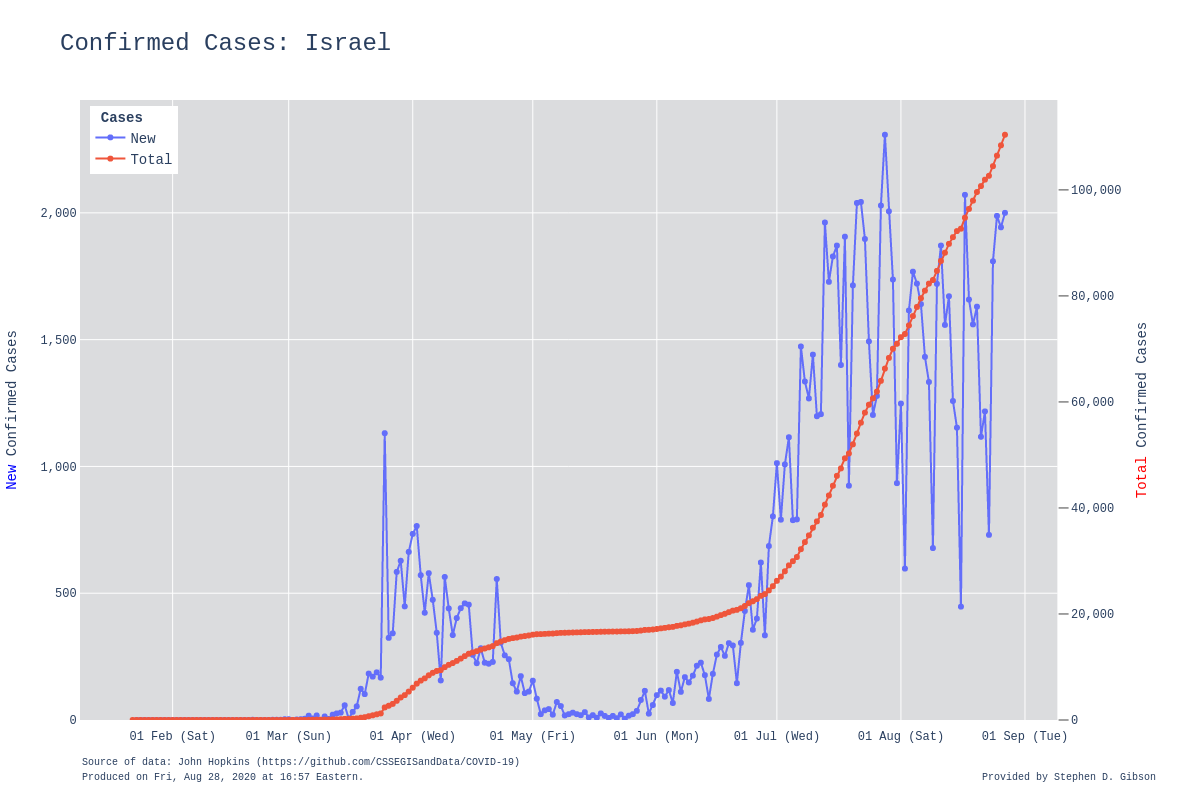 Confirmed Cases: Israel
Cases
New
Total
2,000
1,500
1,000
500
0
New Confirmed Cases
100,000
80,000
60,000
40,000
20,000
0
Total Confirmed Cases
01 Feb (Sat)
01 Mar (Sun)
01 Apr (Wed)
01 May (Fri)
01 Jun (Mon)
01 Jul (Wed)
01 Aug (Sat)
01 Sep (Tue)
Source of data: John Hopkins (https://github.com/CSSEGISandData/COVID-19)
Produced on Fri, Aug 28, 2020 at 16:57 Eastern.
Provided by Stephen D. Gibson